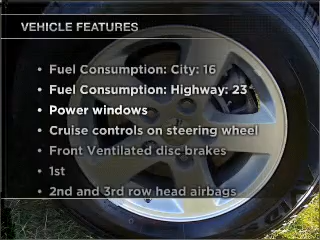 VEHICLE FEATURES
• Fuel Consumption: City: 16
• Fuel Consumption: Highway: 23
• Power windows
• Cruise controls on steering wheel
• Front Ventilated disc brakes
• 1st
• 2nd and 3rd row head airbags